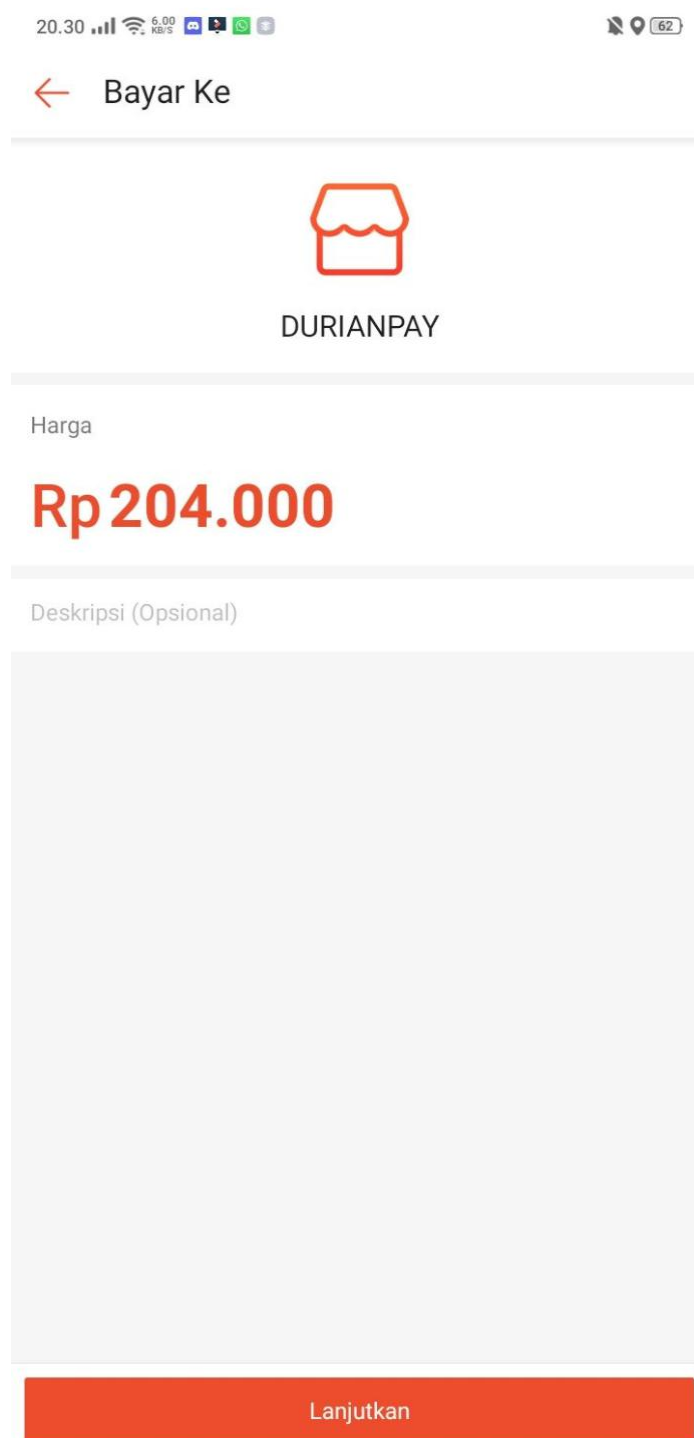 20.30 6.00 KB/S 62
Bayar Ke
DURIANPAY
Harga
Rp 204.000
Deskripsi (Opsional)
Lanjutkan